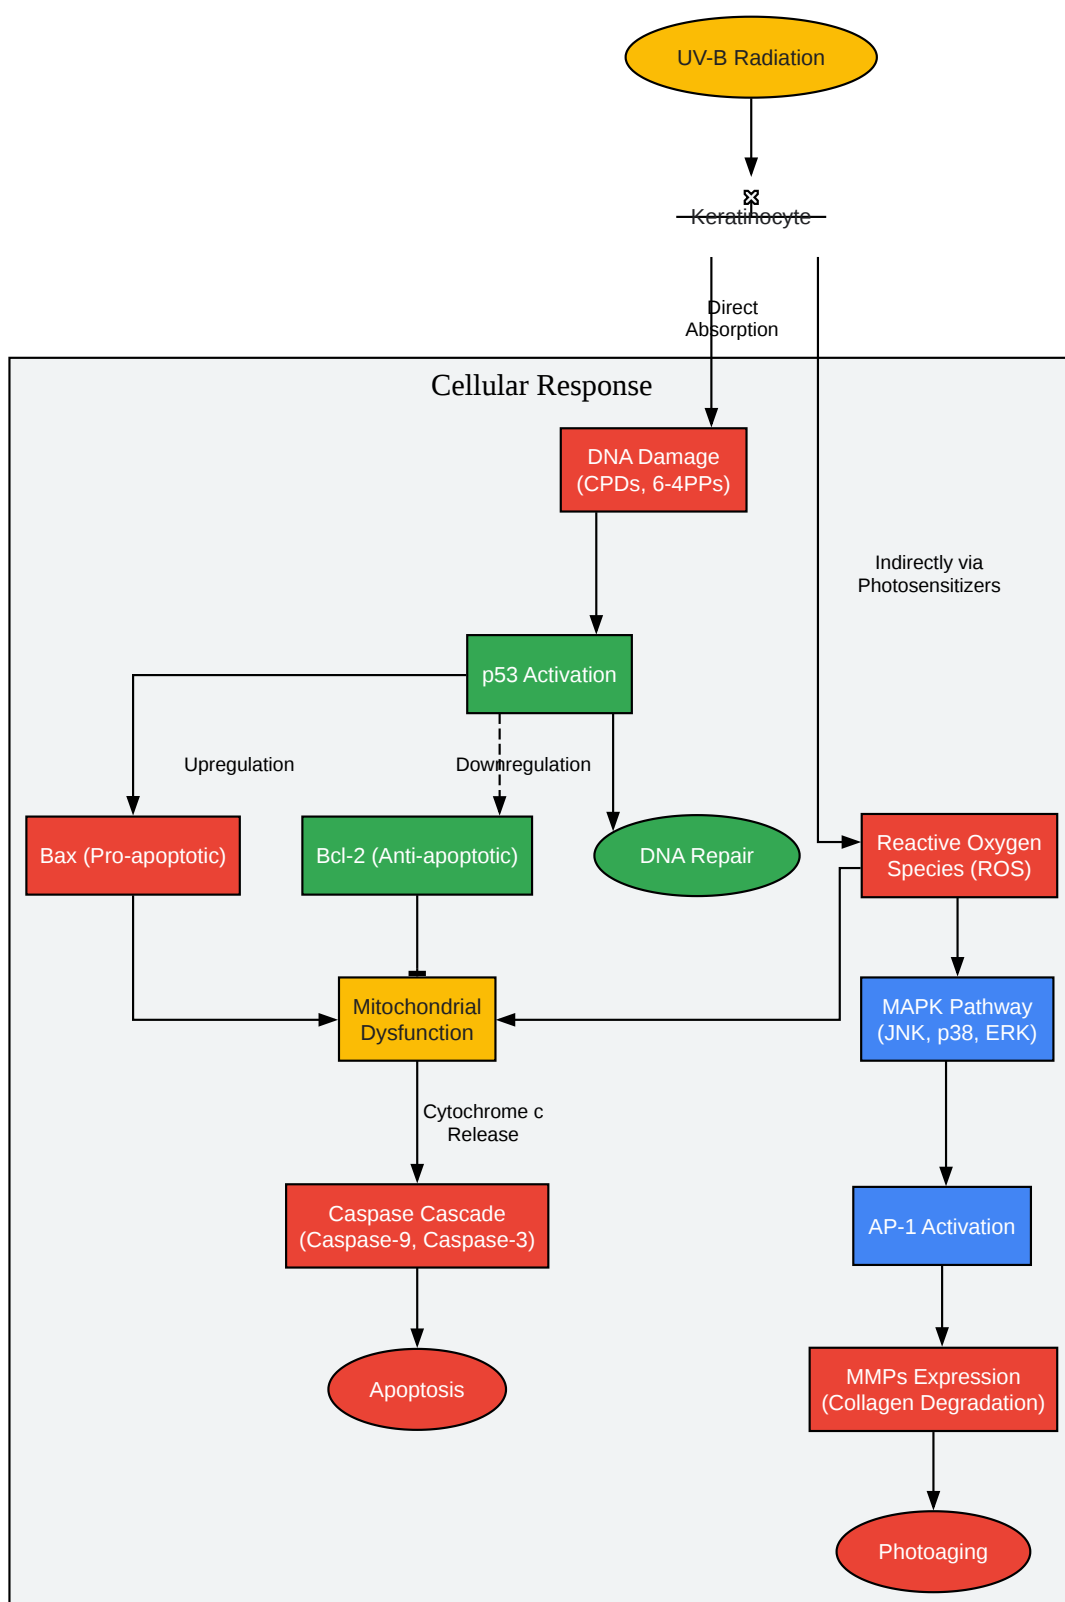 UV-B Radiation
Keratinocyte
Direct
Absorption
Cellular Response
DNA Damage
(CPDs, 6-4PPs)
Indirectly via
Photosensitizers
p53 Activation
Upregulation
Downregulation
Bax (Pro-apoptotic)
Bcl-2 (Anti-apoptotic)
DNA Repair
Reactive Oxygen
Species (ROS)
Mitochondrial
Dysfunction
MAPK Pathway
(JNK, p38, ERK)
Cytochrome c
Release
Caspase Cascade
(Caspase-9, Caspase-3)
AP-1 Activation
Apoptosis
MMPs Expression
(Collagen Degradation)
Photoaging